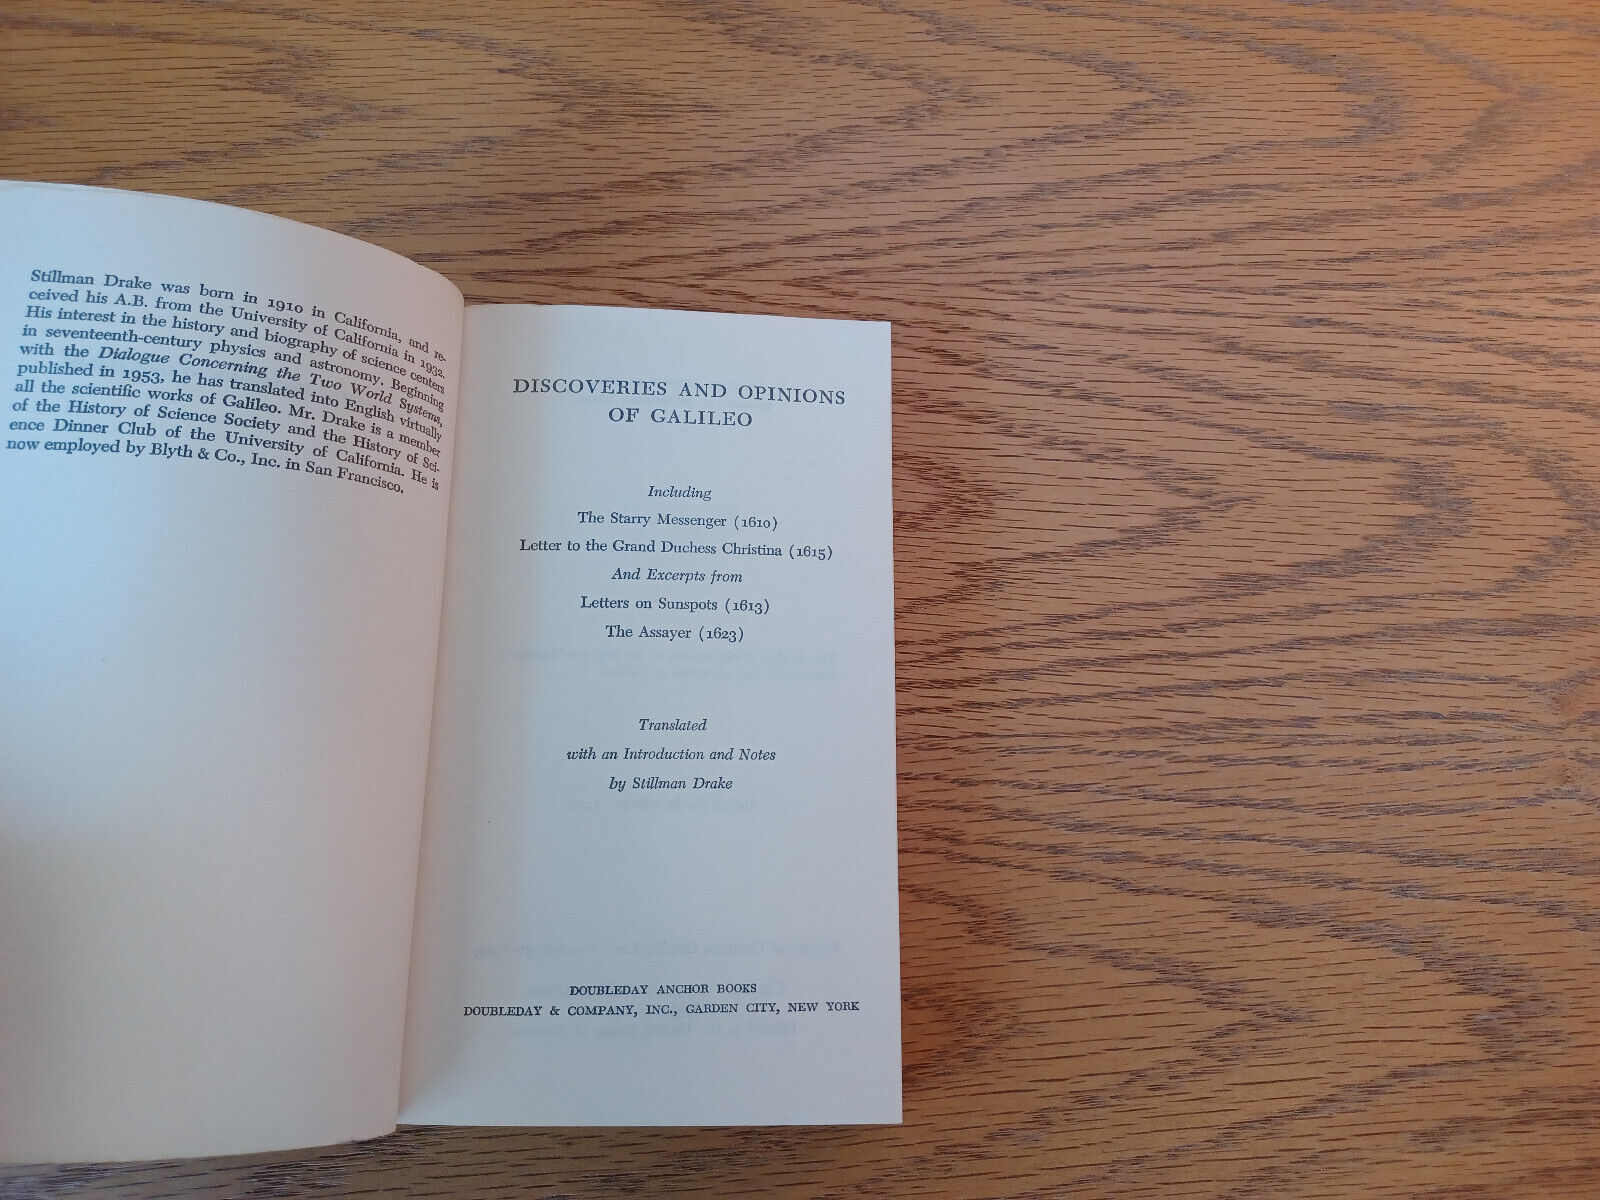 Stillman Drake was born in 1910 in California, and re-
ceived his A.B. from the University of California in 1932.
His interest in the history and biography of science centers
in seventeenth-century physics and astronomy. Beginning
with the Dialogue Concerning the Two World Systems,
published in 1953, he has translated into English virtually
all the scientific works of Galileo. Mr. Drake is a member
of the History of Science Society and the History of Sci-
ence Dinner Club of the University of California. He is
now employed by Blyth & Co., Inc. in San Francisco.
DISCOVERIES AND OPINIONS
OF GALILEO
Including
The Starry Messenger (1610)
Letter to the Grand Duchess Christina (1615)
And Excerpts from
Letters on Sunspots (1613)
The Assayer (1623)
Translated
with an Introduction and Notes
by Stillman Drake
DOUBLEDAY ANCHOR BOOKS
DOUBLEDAY & COMPANY, INC., GARDEN CITY, NEW YORK